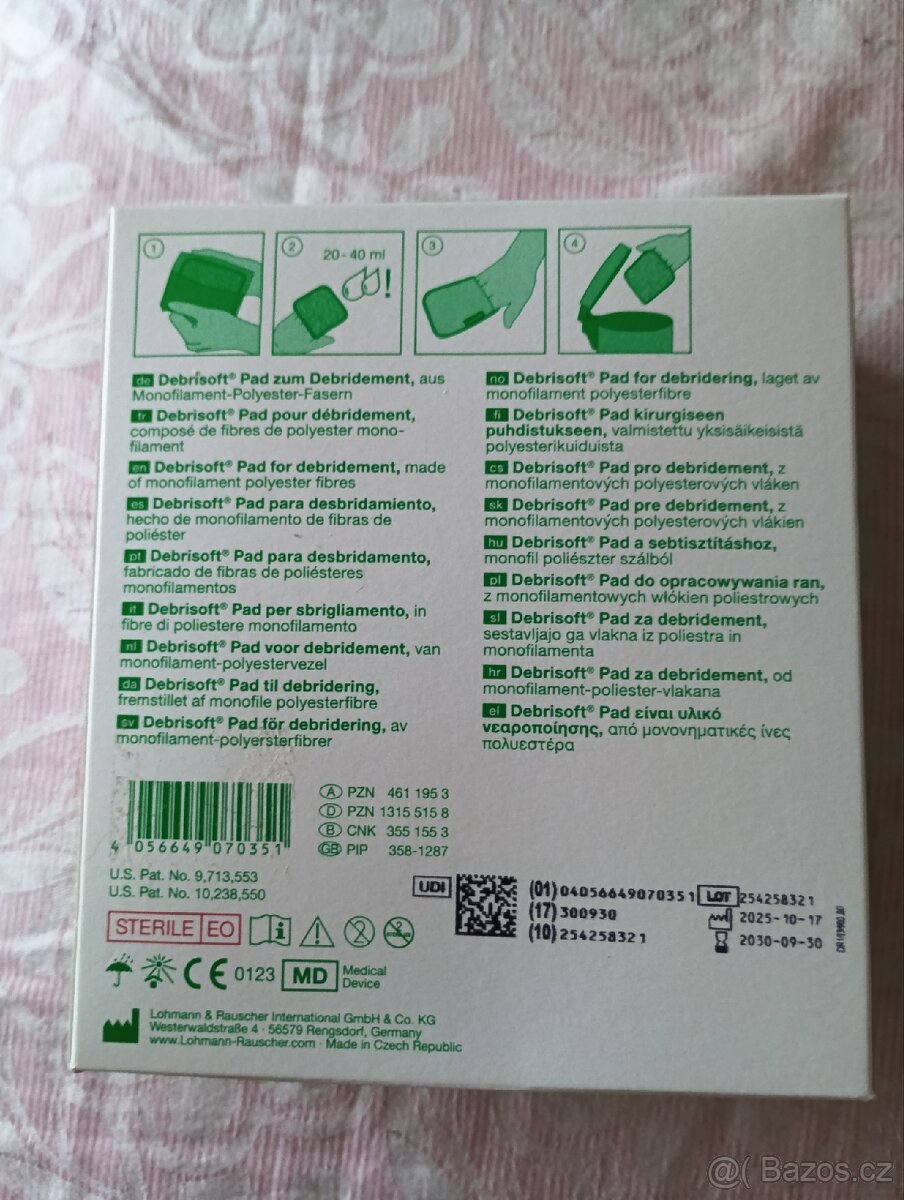 1
2
20-40 ml
!
3
4
de Debrisoft® Pad zum Debridement, aus
Monofilament-Polyester-Fasern
fr Debrisoft® Pad pour débridement,
composé de fibres de polyester mono-
filament
en Debrisoft® Pad for debridement, made
of monofilament polyester fibres
es Debrisoft® Pad para desbridamiento,
hecho de monofilamento de fibras de
poliéster
pt Debrisoft® Pad para desbridamento,
fabricado de fibras de poliésteres
monofilamentos
it Debrisoft® Pad per sbrigliamento, in
fibre di poliestere monofilamento
nl Debrisoft® Pad voor debridement, van
monofilament-polyestervezel
da Debrisoft® Pad til debridering,
fremstillet af monofile polyesterfibre
sv Debrisoft® Pad för debridering, av
monofilament-polyersterfibrer
no Debrisoft® Pad for debridering, laget av
monofilament polyesterfibre
fi Debrisoft® Pad kirurgiseen
puhdistukseen, valmistettu yksisäikeisistä
polyesterikuiduista
cs Debrisoft® Pad pro debridement, z
monofilamentových polyesterových vláken
sk Debrisoft® Pad pre debridement, z
monofilamentových polyesterových vlákien
hu Debrisoft® Pad a sebtisztításhoz,
monofil poliészter szálból
pl Debrisoft® Pad do opracowywania ran,
z monofilamentowych włókien poliestrowych
sl Debrisoft® Pad za debridement,
sestavljajo ga vlakna iz poliestra in
monofilamenta
hr Debrisoft® Pad za debridement, od
monofilament-poliester-vlakana
el Debrisoft® Pad είναι υλικό
νεαροποίησης, από μονονηματικές ίνες
πολυεστέρα
4 056649 070351
A PZN 461 195 3
D PZN 1315 515 8
B CNK 355 155 3
GB PIP 358-1287
U.S. Pat. No. 9,713,553
U.S. Pat. No. 10,238,550
UDI
(01)04056649070351
(17)300930
(10)254258321
LOT 254258321
2025-10-17
2030-09-30
STERILE EO
2
CE 0123 MD Medical
Device
Lohmann & Rauscher International GmbH & Co. KG
Westerwaldstraße 4 · 56579 Rengsdorf, Germany
www.Lohmann-Rauscher.com · Made in Czech Republic
@( Bazos.cz